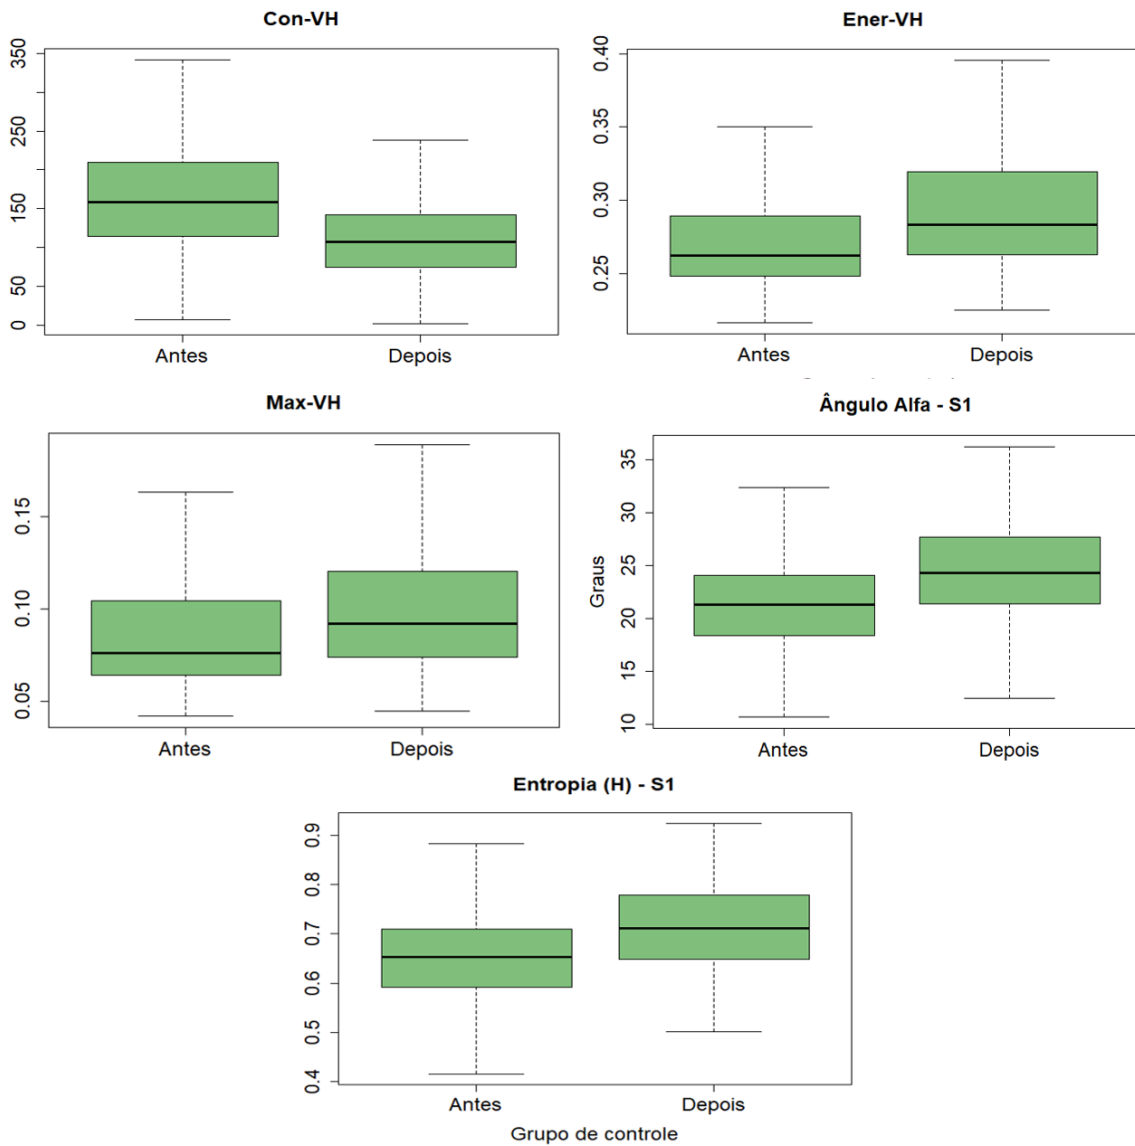 Con-VH
350
250
150
50
0
Antes
Depois
Ener-VH
0.40
0.35
0.30
0.25
Antes
Depois
Max-VH
0.15
0.10
0.05
Antes
Depois
Ângulo Alfa - S1
Graus
35
30
25
20
15
10
Antes
Depois
Entropia (H) - S1
0.9
0.8
0.7
0.6
0.5
0.4
Antes
Depois
Grupo de controle